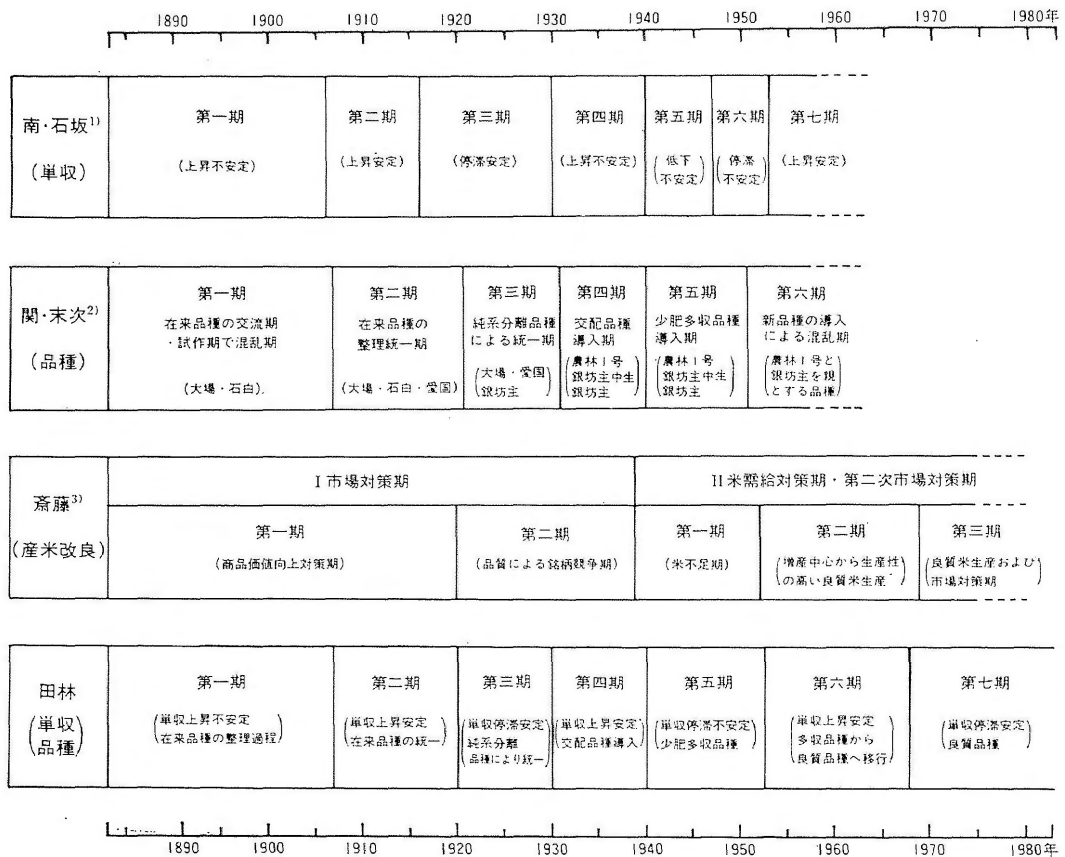 1890 1900 1910 1920 1930 1940 1950 1960 1970 1980年
南・石坂1)
(単収)
第一期
(上昇不安定)
第二期
(上昇安定)
第三期
(停滞安定)
第四期
(上昇不安定)
第五期
(低下
不安定)
第六期
(停滞
不安定)
第七期
(上昇安定)
関・末次2)
(品種)
第一期
在来品種の交流期
・試作期で混乱期
(大場・石白)
第二期
在来品種の
整理統一期
(大場・石白・愛国)
第三期
純系分離品種
による統一期
(大場・愛国
銀坊主)
第四期
交配品種
導入期
(農林1号
銀坊主中生
銀坊主)
第五期
少肥多収品種
導入期
(農林1号
銀坊主中生
銀坊主)
第六期
新品種の導入
による混乱期
(農林1号と
銀坊主を親
とする品種)
斎藤3)
(産米改良)
I 市場対策期
II 米需給対策期・第二次市場対策期
第一期
(商品価値向上対策期)
第二期
(品質による銘柄競争期)
第一期
(米不足期)
第二期
(増産中心から生産性
の高い良質米生産)
第三期
(良質米生産および
市場対策期)
田林
(単収
品種)
第一期
(単収上昇不安定
在来品種の整理過程)
第二期
(単収上昇安定
在来品種の統一)
第三期
(単収停滞安定
純系分離
品種により統一)
第四期
(単収上昇安定
交配品種導入)
第五期
(単収停滞不安定
少肥多収品種)
第六期
(単収上昇安定
多収品種から
良質品種へ移行)
第七期
(単収停滞安定
良質品種)
1890 1900 1910 1920 1930 1940 1950 1960 1970 1980年